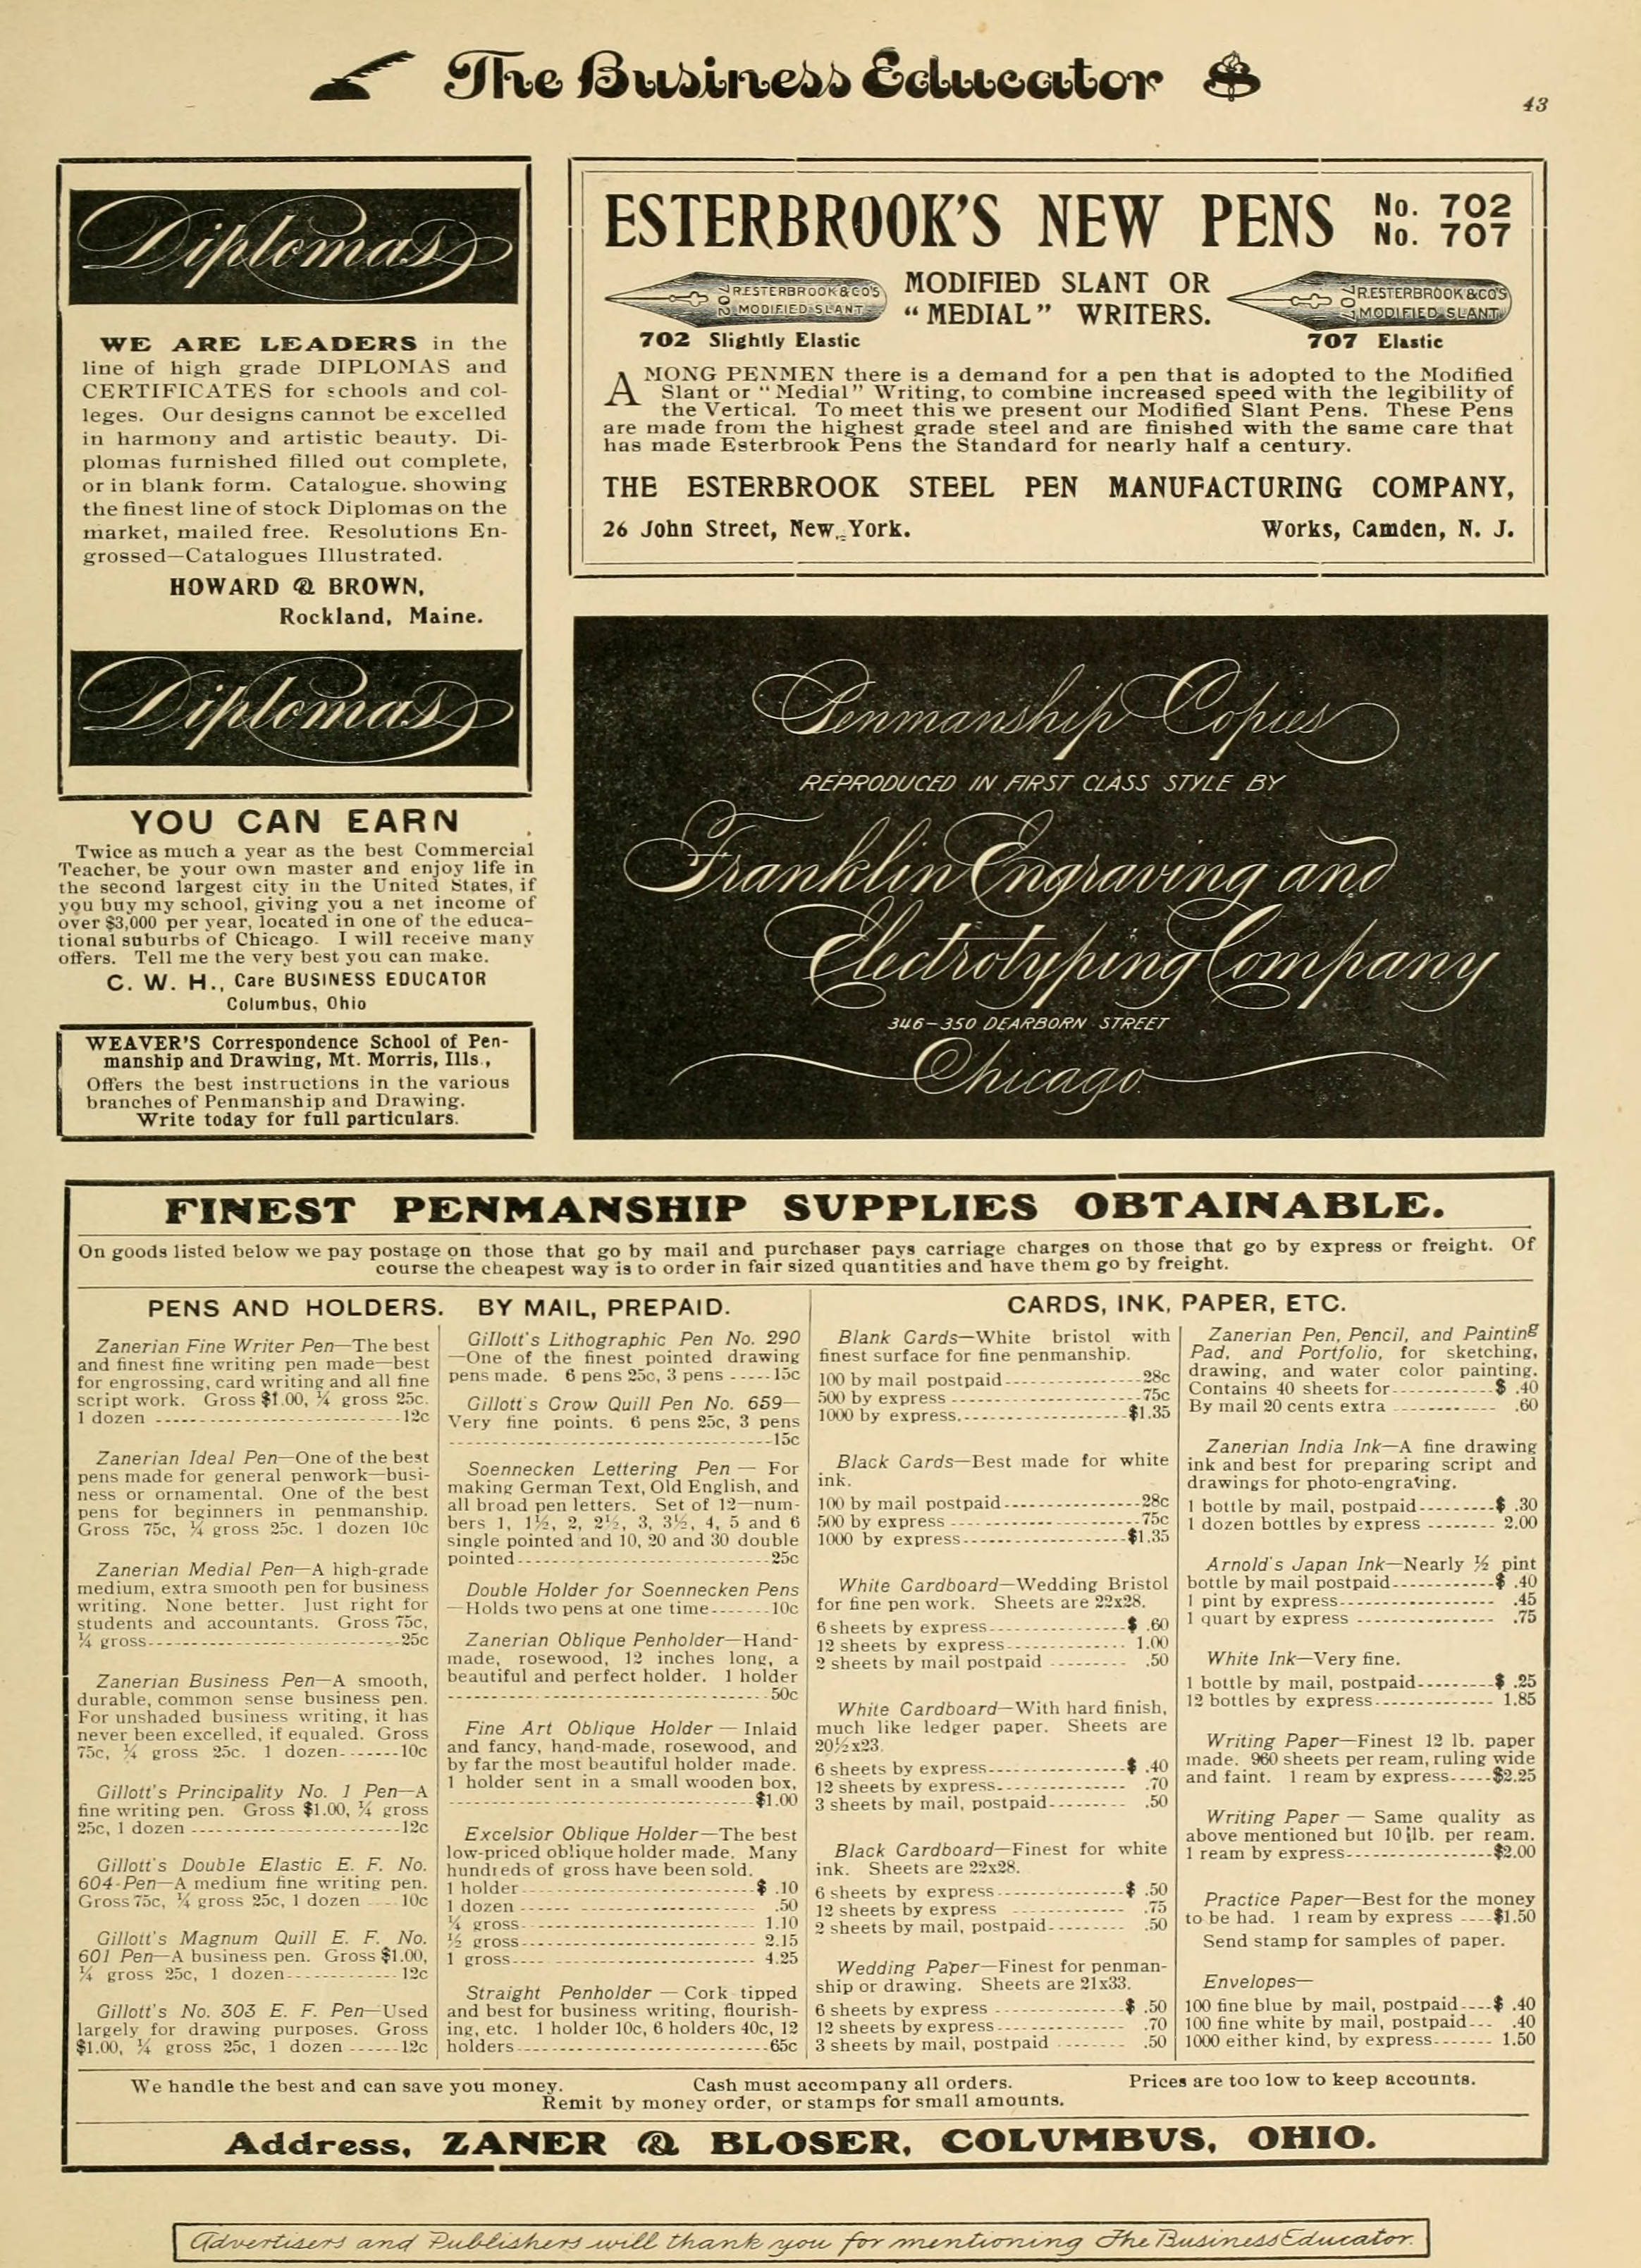 The Business Educator
43
Diplomas
WE ARE LEADERS in the
line of high grade DIPLOMAS and
CERTIFICATES for schools and col-
leges. Our designs cannot be excelled
in harmony and artistic beauty. Di-
plomas furnished filled out complete,
or in blank form. Catalogue. showing
the finest line of stock Diplomas on the
market, mailed free. Resolutions En-
grossed—Catalogues Illustrated.
HOWARD & BROWN,
Rockland, Maine.
Diplomas
YOU CAN EARN
Twice as much a year as the best Commercial
Teacher, be your own master and enjoy life in
the second largest city in the United States, if
you buy my school, giving you a net income of
over $3,000 per year, located in one of the educa-
tional suburbs of Chicago. I will receive many
offers. Tell me the very best you can make.
C. W. H., Care BUSINESS EDUCATOR
Columbus, Ohio
WEAVER'S Correspondence School of Pen-
manship and Drawing, Mt. Morris, Ills.,
Offers the best instructions in the various
branches of Penmanship and Drawing.
Write today for full particulars.
ESTERBROOK'S NEW PENS No. 702
No. 707
R.ESTERBROOK & CO'S
702 MODIFIED SLANT
MODIFIED SLANT OR
"MEDIAL" WRITERS.
R.ESTERBROOK & CO'S
707 MODIFIED SLANT
702 Slightly Elastic
707 Elastic
AMONG PENMEN there is a demand for a pen that is adopted to the Modified
Slant or "Medial" Writing, to combine increased speed with the legibility of
the Vertical. To meet this we present our Modified Slant Pens. These Pens
are made from the highest grade steel and are finished with the same care that
has made Esterbrook Pens the Standard for nearly half a century.
THE ESTERBROOK STEEL PEN MANUFACTURING COMPANY,
26 John Street, New York. Works, Camden, N. J.
Penmanship Copies
REPRODUCED IN FIRST CLASS STYLE BY
Franklin Engraving and
Electrotyping Company
346-350 DEARBORN STREET
Chicago.
FINEST PENMANSHIP SUPPLIES OBTAINABLE.
On goods listed below we pay postage on those that go by mail and purchaser pays carriage charges on those that go by express or freight. Of
course the cheapest way is to order in fair sized quantities and have them go by freight.
PENS AND HOLDERS. BY MAIL, PREPAID.
Zanerian Fine Writer Pen—The best
and finest fine writing pen made—best
for engrossing, card writing and all fine
script work. Gross $1.00, ¼ gross 25c.
1 dozen 12c
Zanerian Ideal Pen—One of the best
pens made for general penwork—busi-
ness or ornamental. One of the best
pens for beginners in penmanship.
Gross 75c, ¼ gross 25c. 1 dozen 10c
Zanerian Medial Pen—A high-grade
medium, extra smooth pen for business
writing. None better. Just right for
students and accountants. Gross 75c,
¼ gross 25c
Zanerian Business Pen—A smooth,
durable, common sense business pen.
For unshaded business writing, it has
never been excelled, if equaled. Gross
75c, ¼ gross 25c. 1 dozen 10c
Gillott's Principality No. 1 Pen—A
fine writing pen. Gross $1.00, ¼ gross
25c, 1 dozen 12c
Gillott's Double Elastic E. F. No.
604-Pen—A medium fine writing pen.
Gross 75c, ¼ gross 25c, 1 dozen 10c
Gillott's Magnum Quill E. F. No.
601 Pen—A business pen. Gross $1.00,
¼ gross 25c, 1 dozen 12c
Gillott's No. 303 E. F. Pen—Used
largely for drawing purposes. Gross
$1.00, ¼ gross 25c, 1 dozen 12c
Gillott's Lithographic Pen No. 290
—One of the finest pointed drawing
pens made. 6 pens 25c, 3 pens 15c
Gillott's Crow Quill Pen No. 659—
Very fine points. 6 pens 25c, 3 pens
15c
Soennecken Lettering Pen — For
making German Text, Old English, and
all broad pen letters. Set of 12—num-
bers 1, 1½, 2, 2½, 3, 3½, 4, 5 and 6
single pointed and 10, 20 and 30 double
pointed 25c
Double Holder for Soennecken Pens
—Holds two pens at one time 10c
Zanerian Oblique Penholder—Hand-
made, rosewood, 12 inches long, a
beautiful and perfect holder. 1 holder
50c
Fine Art Oblique Holder — Inlaid
and fancy, hand-made, rosewood, and
by far the most beautiful holder made.
1 holder sent in a small wooden box,
$1.00
Excelsior Oblique Holder—The best
low-priced oblique holder made. Many
hundreds of gross have been sold.
1 holder $ .10
1 dozen .50
¼ gross 1.10
½ gross 2.15
1 gross 4.25
Straight Penholder — Cork tipped
and best for business writing, flourish-
ing, etc. 1 holder 10c, 6 holders 40c, 12
holders 65c
CARDS, INK, PAPER, ETC.
Blank Cards—White bristol with
finest surface for fine penmanship.
100 by mail postpaid 28c
500 by express 75c
1000 by express. $1.35
Black Cards—Best made for white
ink.
100 by mail postpaid 28c
500 by express 75c
1000 by express $1.35
White Cardboard—Wedding Bristol
for fine pen work. Sheets are 22x28.
6 sheets by express $ .60
12 sheets by express 1.00
2 sheets by mail postpaid .50
White Cardboard—With hard finish,
much like ledger paper. Sheets are
20½x23.
6 sheets by express $ .40
12 sheets by express .70
3 sheets by mail, postpaid .50
Black Cardboard—Finest for white
ink. Sheets are 22x28.
6 sheets by express $ .50
12 sheets by express .75
2 sheets by mail, postpaid .50
Wedding Paper—Finest for penman-
ship or drawing. Sheets are 21x33.
6 sheets by express $ .50
12 sheets by express .70
3 sheets by mail, postpaid .50
Zanerian Pen, Pencil, and Painting
Pad, and Portfolio, for sketching,
drawing, and water color painting.
Contains 40 sheets for $ .40
By mail 20 cents extra .60
Zanerian India Ink—A fine drawing
ink and best for preparing script and
drawings for photo-engraving.
1 bottle by mail, postpaid $ .30
1 dozen bottles by express 2.00
Arnold's Japan Ink—Nearly ½ pint
bottle by mail postpaid $ .40
1 pint by express .45
1 quart by express .75
White Ink—Very fine.
1 bottle by mail, postpaid $ .25
12 bottles by express 1.85
Writing Paper—Finest 12 lb. paper
made. 960 sheets per ream, ruling wide
and faint. 1 ream by express $2.25
Writing Paper — Same quality as
above mentioned but 10 lb. per ream.
1 ream by express $2.00
Practice Paper—Best for the money
to be had. 1 ream by express $1.50
Send stamp for samples of paper.
Envelopes—
100 fine blue by mail, postpaid $ .40
100 fine white by mail, postpaid .40
1000 either kind, by express 1.50
We handle the best and can save you money. Cash must accompany all orders. Prices are too low to keep accounts.
Remit by money order, or stamps for small amounts.
Address, ZANER & BLOSER, COLUMBUS, OHIO.
Advertisers and Publishers will thank you for mentioning The Business Educator.